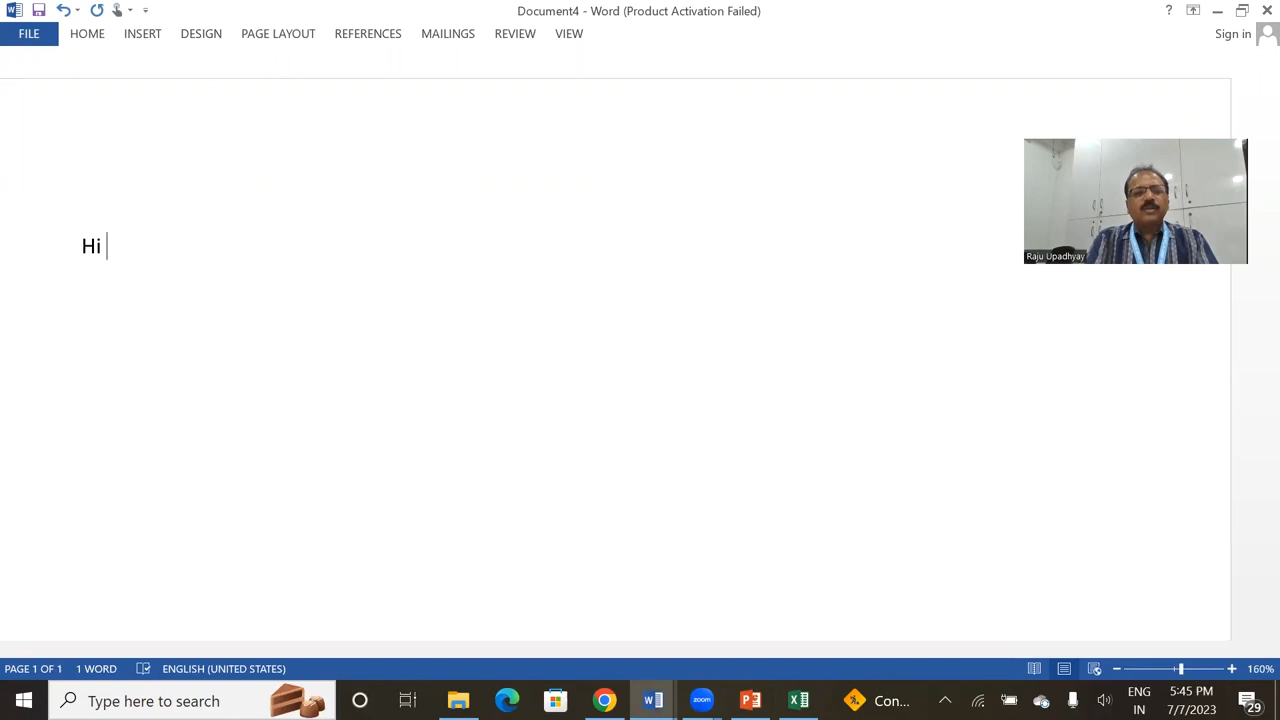 Document4 - Word (Product Activation Failed)
?
FILE HOME INSERT DESIGN PAGE LAYOUT REFERENCES MAILINGS REVIEW VIEW
Sign in
Hi
Raju Upadhyay
PAGE 1 OF 1 1 WORD ENGLISH (UNITED STATES)
160%
Type here to search
zoom
Con...
ENG
IN
5:45 PM
7/7/2023
29